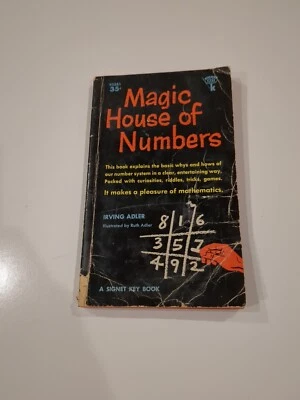 35¢
Magic
House of
Numbers
This book explains the basic whys and hows of
our number system in a clear, entertaining way.
Packed with curiosities, riddles, tricks, games.
It makes a pleasure of mathematics.
IRVING ADLER
Illustrated by Ruth Adler
8 1 6
3 5 7
4 9 2
A SIGNET KEY BOOK